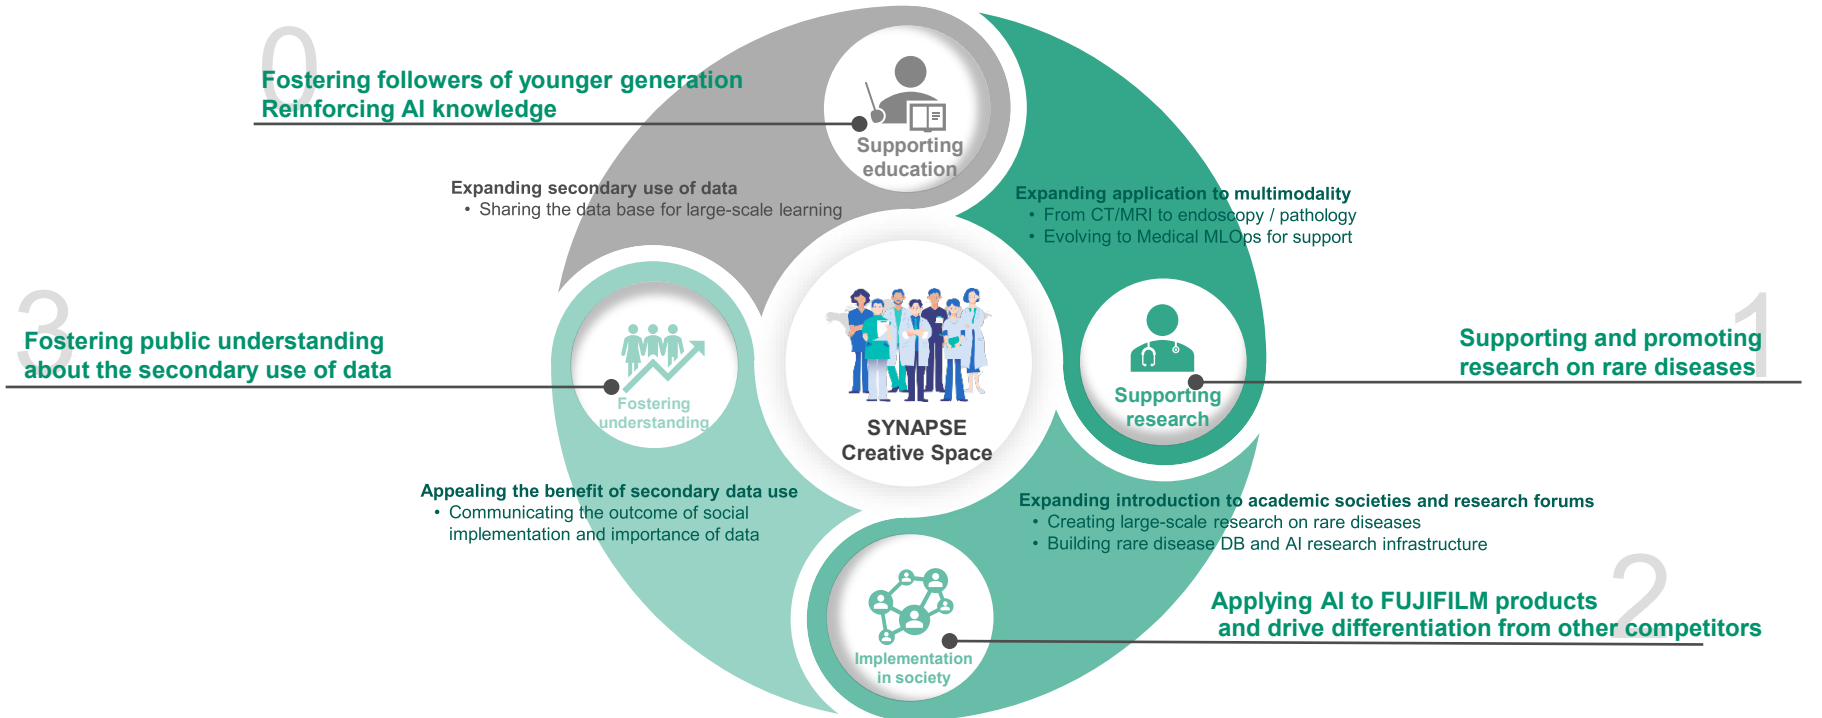 0
Fostering followers of younger generation
Reinforcing AI knowledge
Supporting
education
Expanding secondary use of data
• Sharing the data base for large-scale learning
Expanding application to multimodality
• From CT/MRI to endoscopy / pathology
• Evolving to Medical MLOps for support
3
Fostering public understanding
about the secondary use of data
Fostering
understanding
SYNAPSE
Creative Space
1
Supporting and promoting
research on rare diseases
Supporting
research
Appealing the benefit of secondary data use
• Communicating the outcome of social
implementation and importance of data
Expanding introduction to academic societies and research forums
• Creating large-scale research on rare diseases
• Building rare disease DB and AI research infrastructure
2
Applying AI to FUJIFILM products
and drive differentiation from other competitors
Implementation
in society